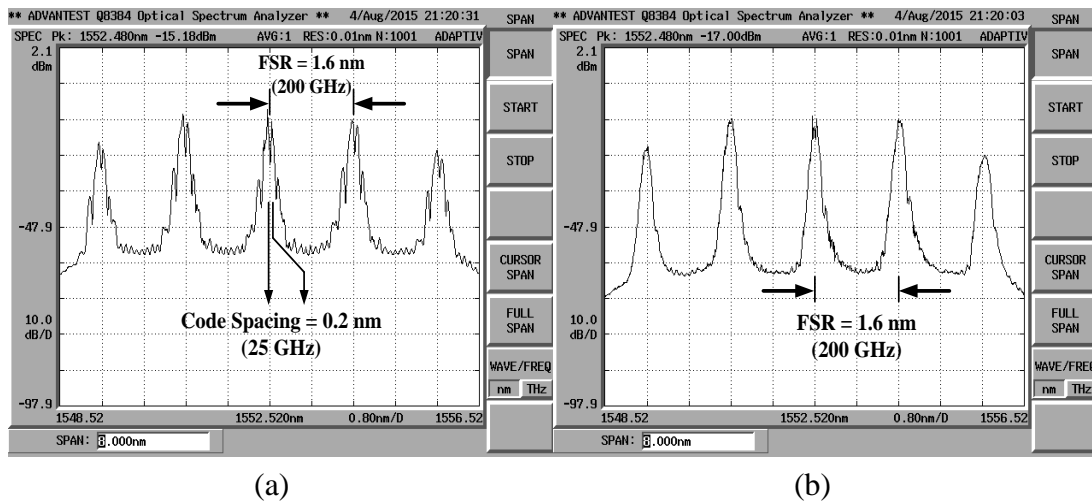 ** ADVANTEST Q8384 Optical Spectrum Analyzer ** 4/Aug/2015 21:20:31
SPEC Pk: 1552.480nm -15.18dBm AVG:1 RES:0.01nm N:1001 ADAPTIV
2.1
dBm
FSR = 1.6 nm
(200 GHz)
-47.9
Code Spacing = 0.2 nm
(25 GHz)
10.0
dB/D
-97.9
1548.52 1552.520nm 0.80nm/D 1556.52
SPAN: 8.000nm
SPAN
SPAN
START
STOP
CURSOR
SPAN
FULL
SPAN
WAVE/FREQ
nm THz
(a)
** ADVANTEST Q8384 Optical Spectrum Analyzer ** 4/Aug/2015 21:20:03
SPEC Pk: 1552.480nm -17.00dBm AVG:1 RES:0.01nm N:1001 ADAPTIV
2.1
dBm
-47.9
FSR = 1.6 nm
(200 GHz)
10.0
dB/D
-97.9
1548.52 1552.520nm 0.80nm/D 1556.52
SPAN: 8.000nm
SPAN
SPAN
START
STOP
CURSOR
SPAN
FULL
SPAN
WAVE/FREQ
nm THz
(b)